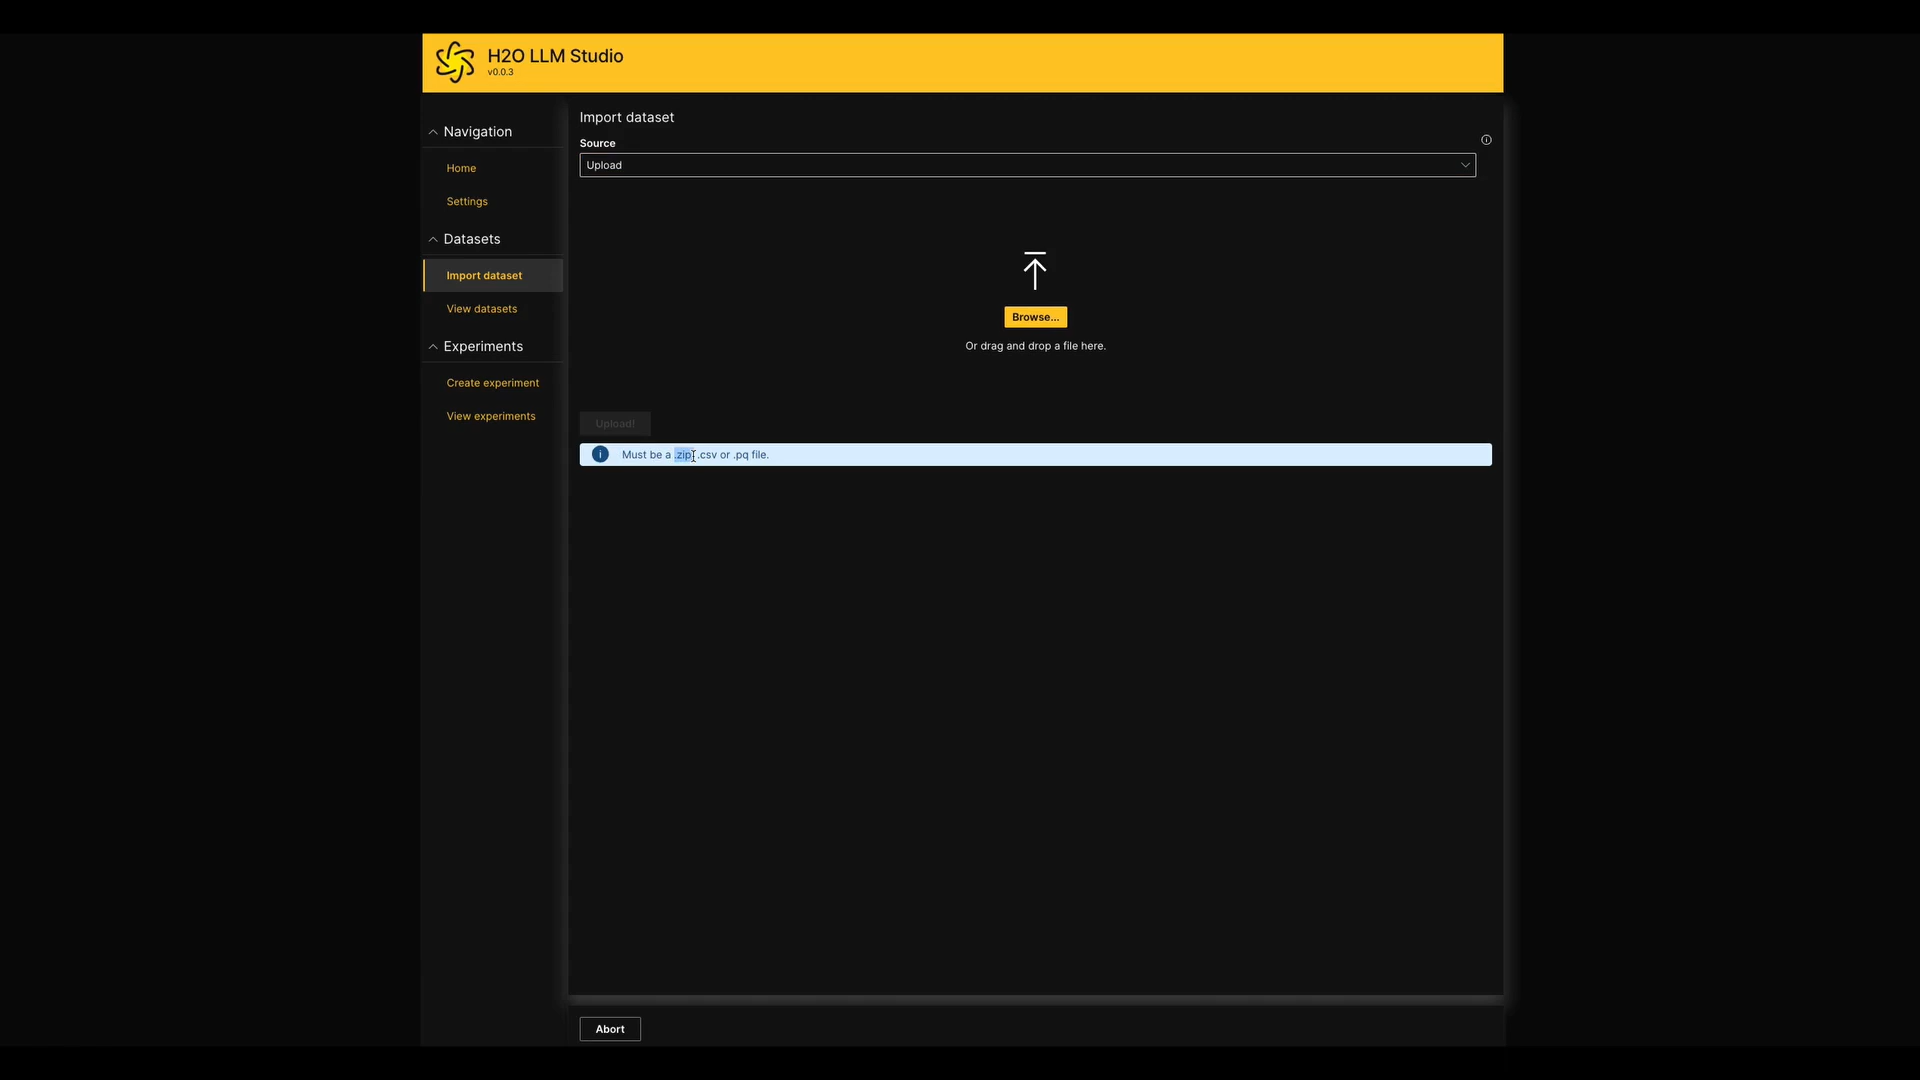 H2O LLM Studio
v0.0.3
Navigation
Home
Settings
Datasets
Import dataset
View datasets
Experiments
Create experiment
View experiments
Import dataset
Source
Upload
Browse...
Or drag and drop a file here.
Upload!
Must be a .zip, .csv or .pq file.
Abort